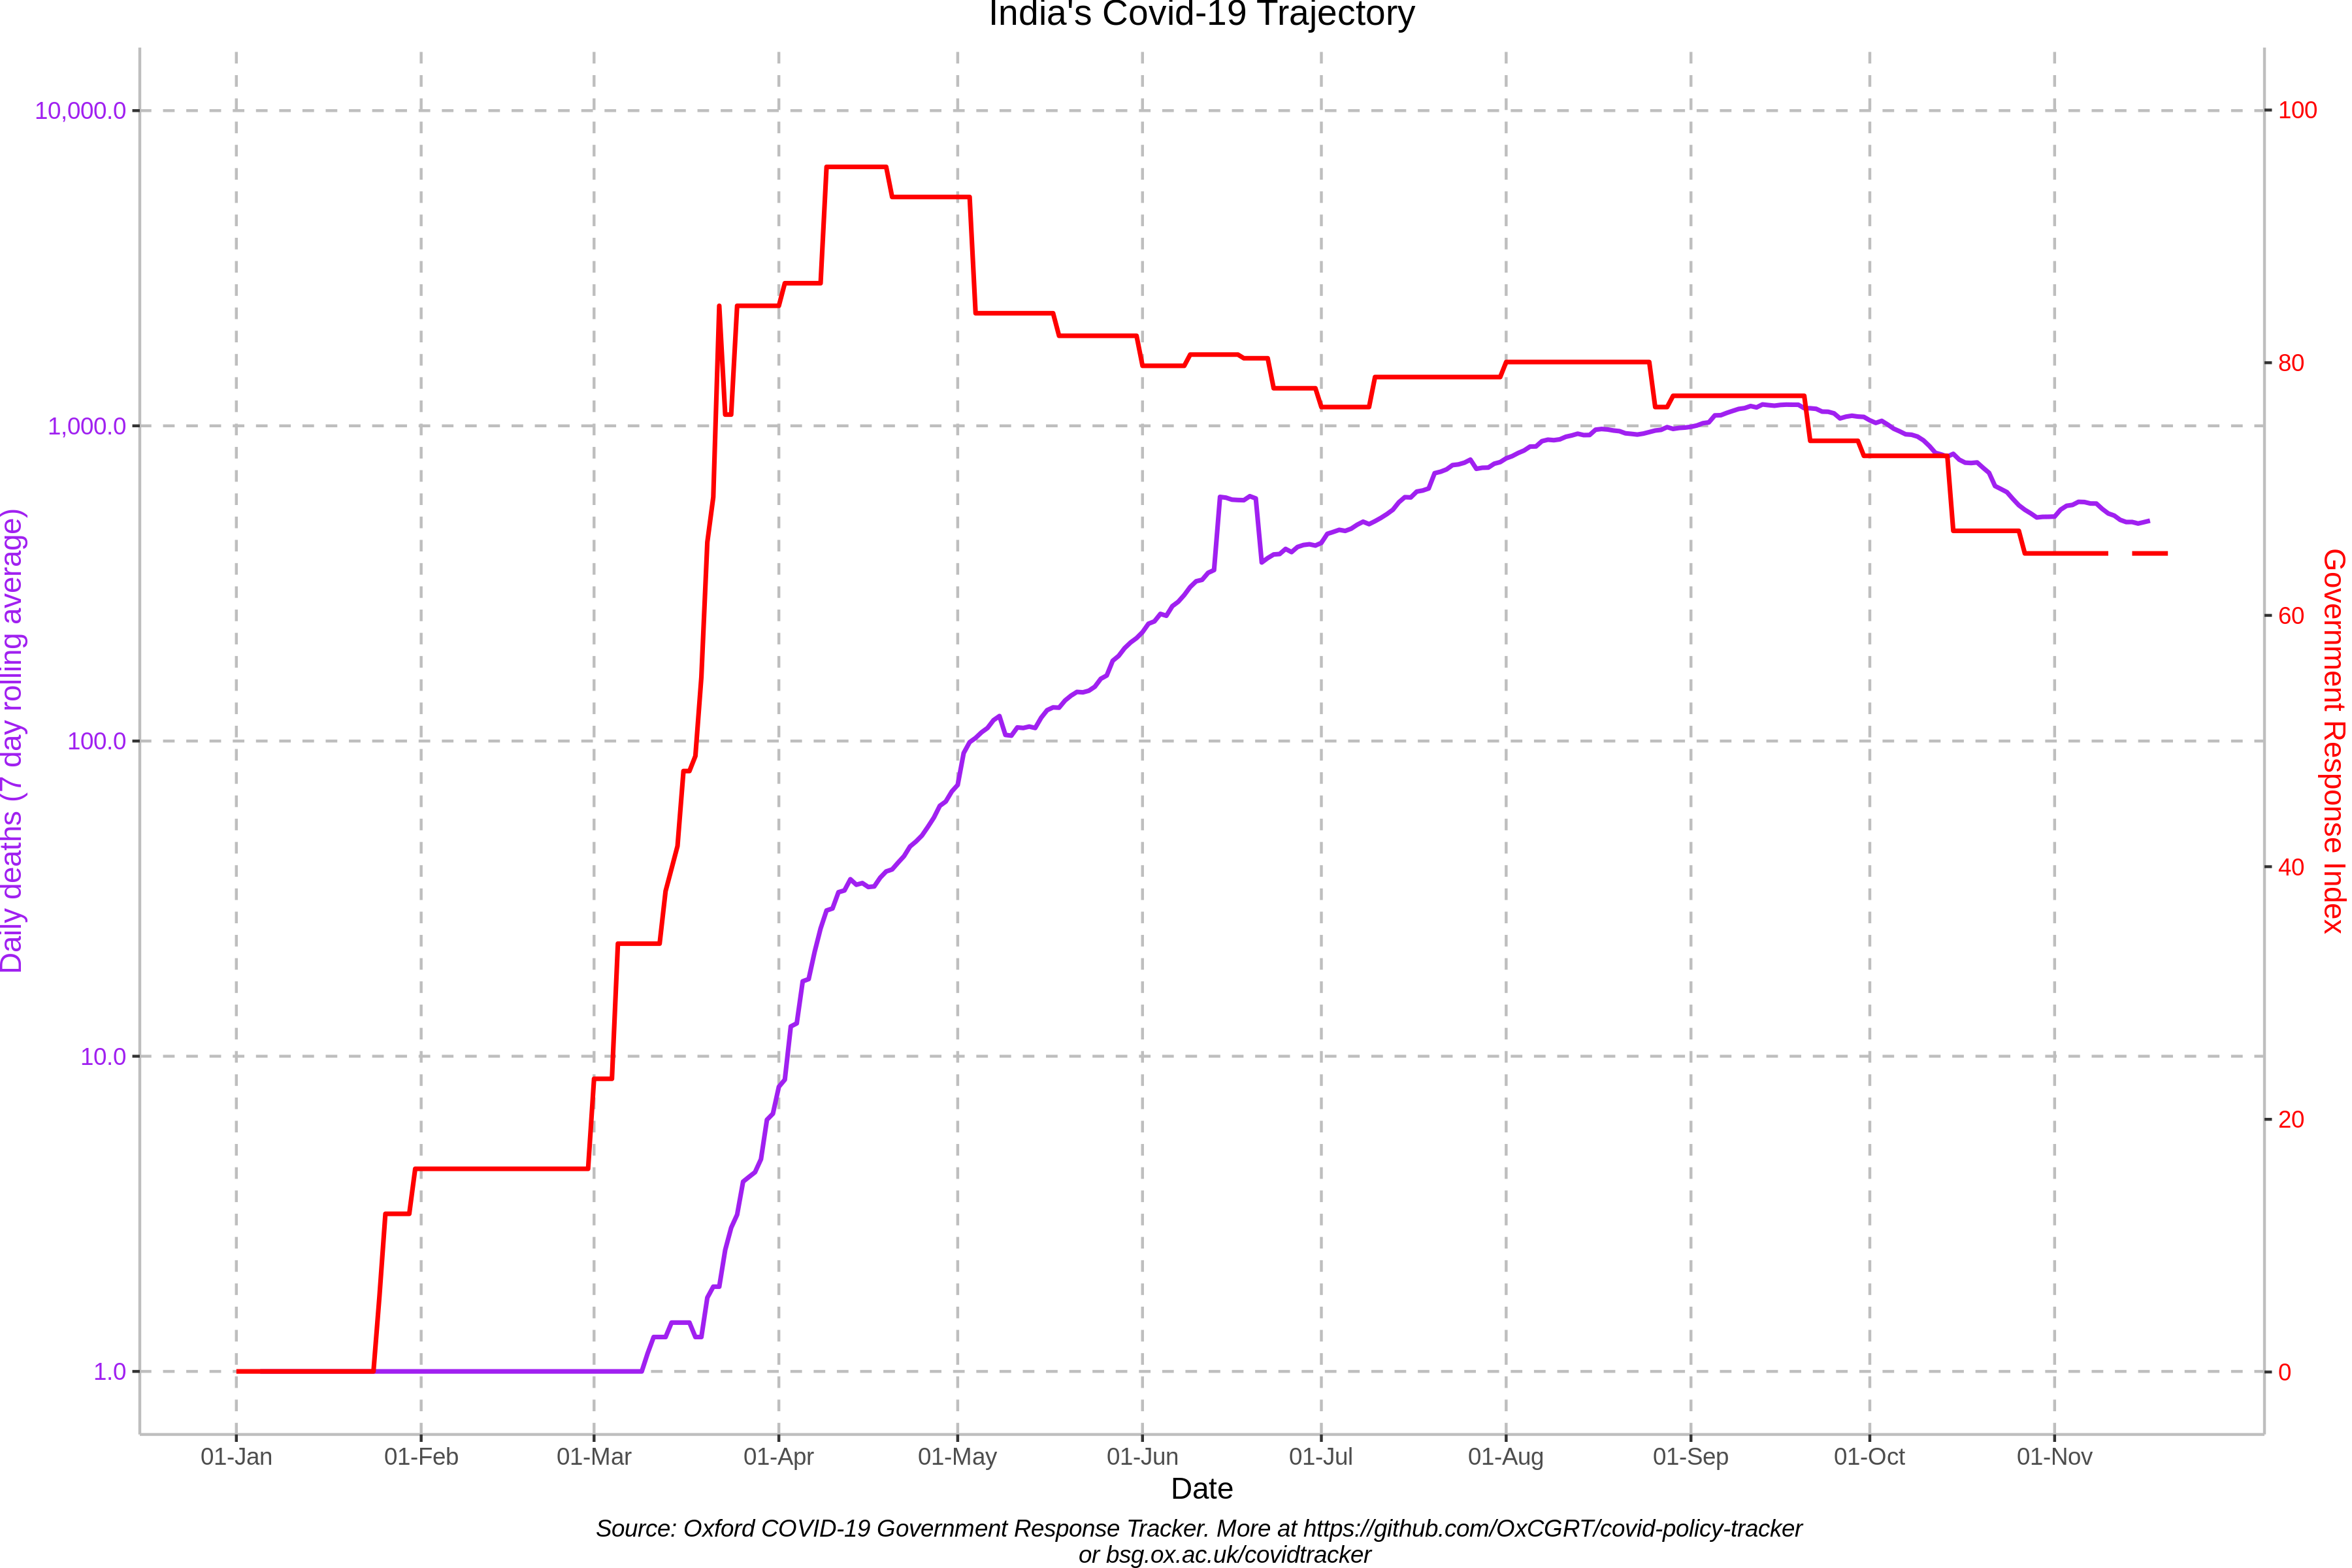 India's Covid-19 Trajectory
10,000.0
1,000.0
100.0
10.0
1.0
Daily deaths (7 day rolling average)
100
80
60
40
20
0
Government Response Index
01-Jan 01-Feb 01-Mar 01-Apr 01-May 01-Jun 01-Jul 01-Aug 01-Sep 01-Oct 01-Nov
Date
Source: Oxford COVID-19 Government Response Tracker. More at https://github.com/OxCGRT/covid-policy-tracker
or bsg.ox.ac.uk/covidtracker